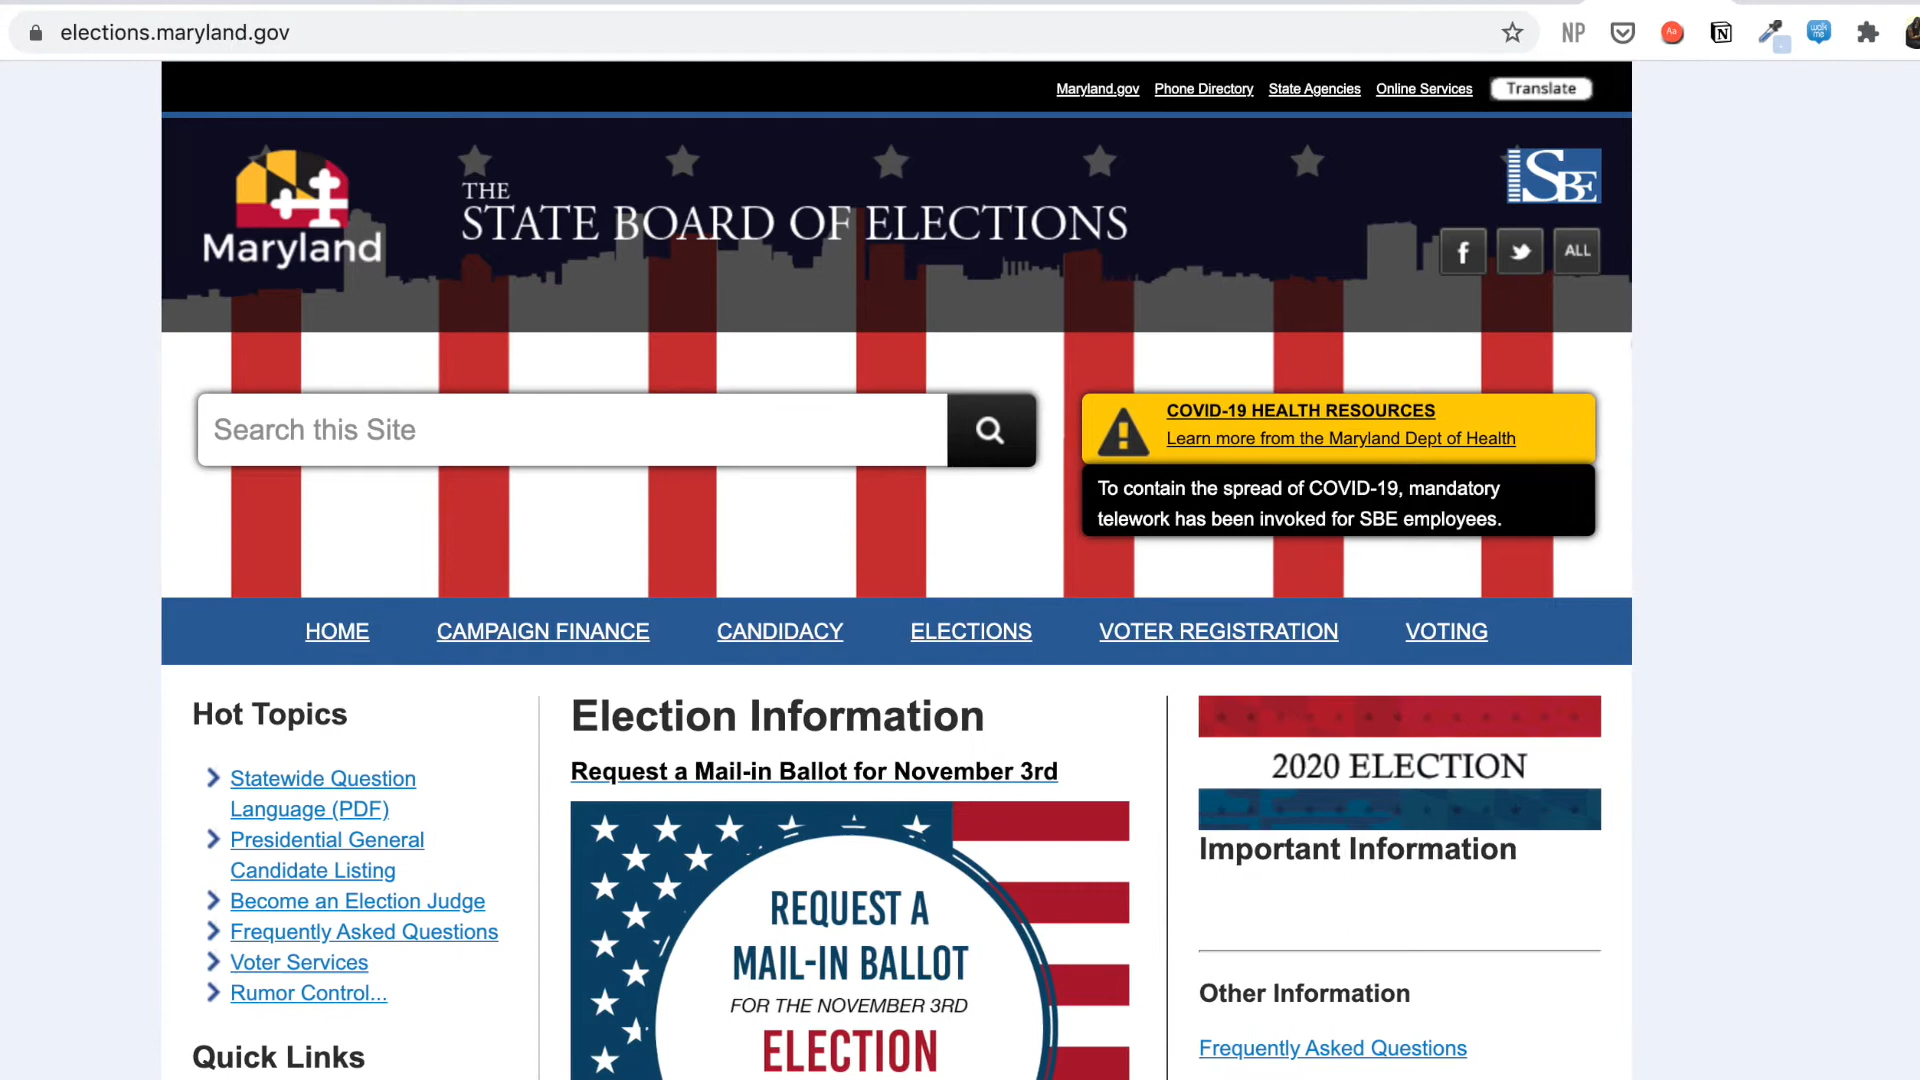 elections.maryland.gov
NP
Aa
walk me
Maryland.gov Phone Directory State Agencies Online Services Translate
Maryland
THE
STATE BOARD OF ELECTIONS
SBE
f
ALL
Search this Site
COVID-19 HEALTH RESOURCES
Learn more from the Maryland Dept of Health
To contain the spread of COVID-19, mandatory
telework has been invoked for SBE employees.
HOME CAMPAIGN FINANCE CANDIDACY ELECTIONS VOTER REGISTRATION VOTING
Hot Topics
Statewide Question
Language (PDF)
Presidential General
Candidate Listing
Become an Election Judge
Frequently Asked Questions
Voter Services
Rumor Control...
Quick Links
Election Information
Request a Mail-in Ballot for November 3rd
REQUEST A
MAIL-IN BALLOT
FOR THE NOVEMBER 3RD
ELECTION
2020 ELECTION
Important Information
Other Information
Frequently Asked Questions